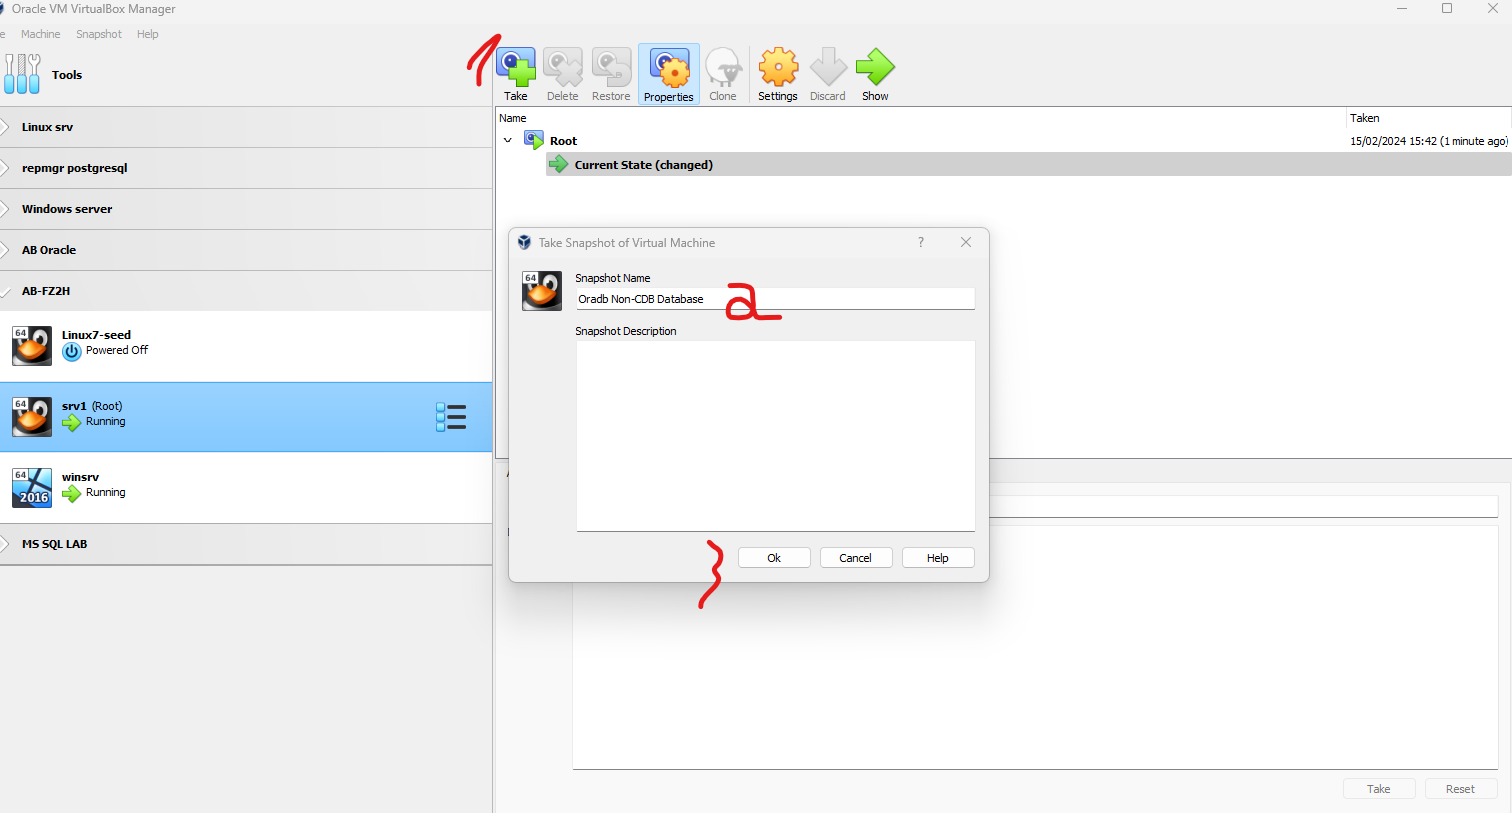 Oracle VM VirtualBox Manager
e Machine Snapshot Help
Tools
1
Take Delete Restore Properties Clone Settings Discard Show
Linux srv
repmgr postgresql
Windows server
AB Oracle
AB-FZ2H
64
Linux7-seed
Powered Off
64
srv1 (Root)
Running
64
2016
winsrv
Running
MS SQL LAB
Name Taken
Root 15/02/2024 15:42 (1 minute ago)
Current State (changed)
Take Snapshot of Virtual Machine ?
64
Snapshot Name
Oradb Non-CDB Database
2
Snapshot Description
3
Ok Cancel Help
Take Reset